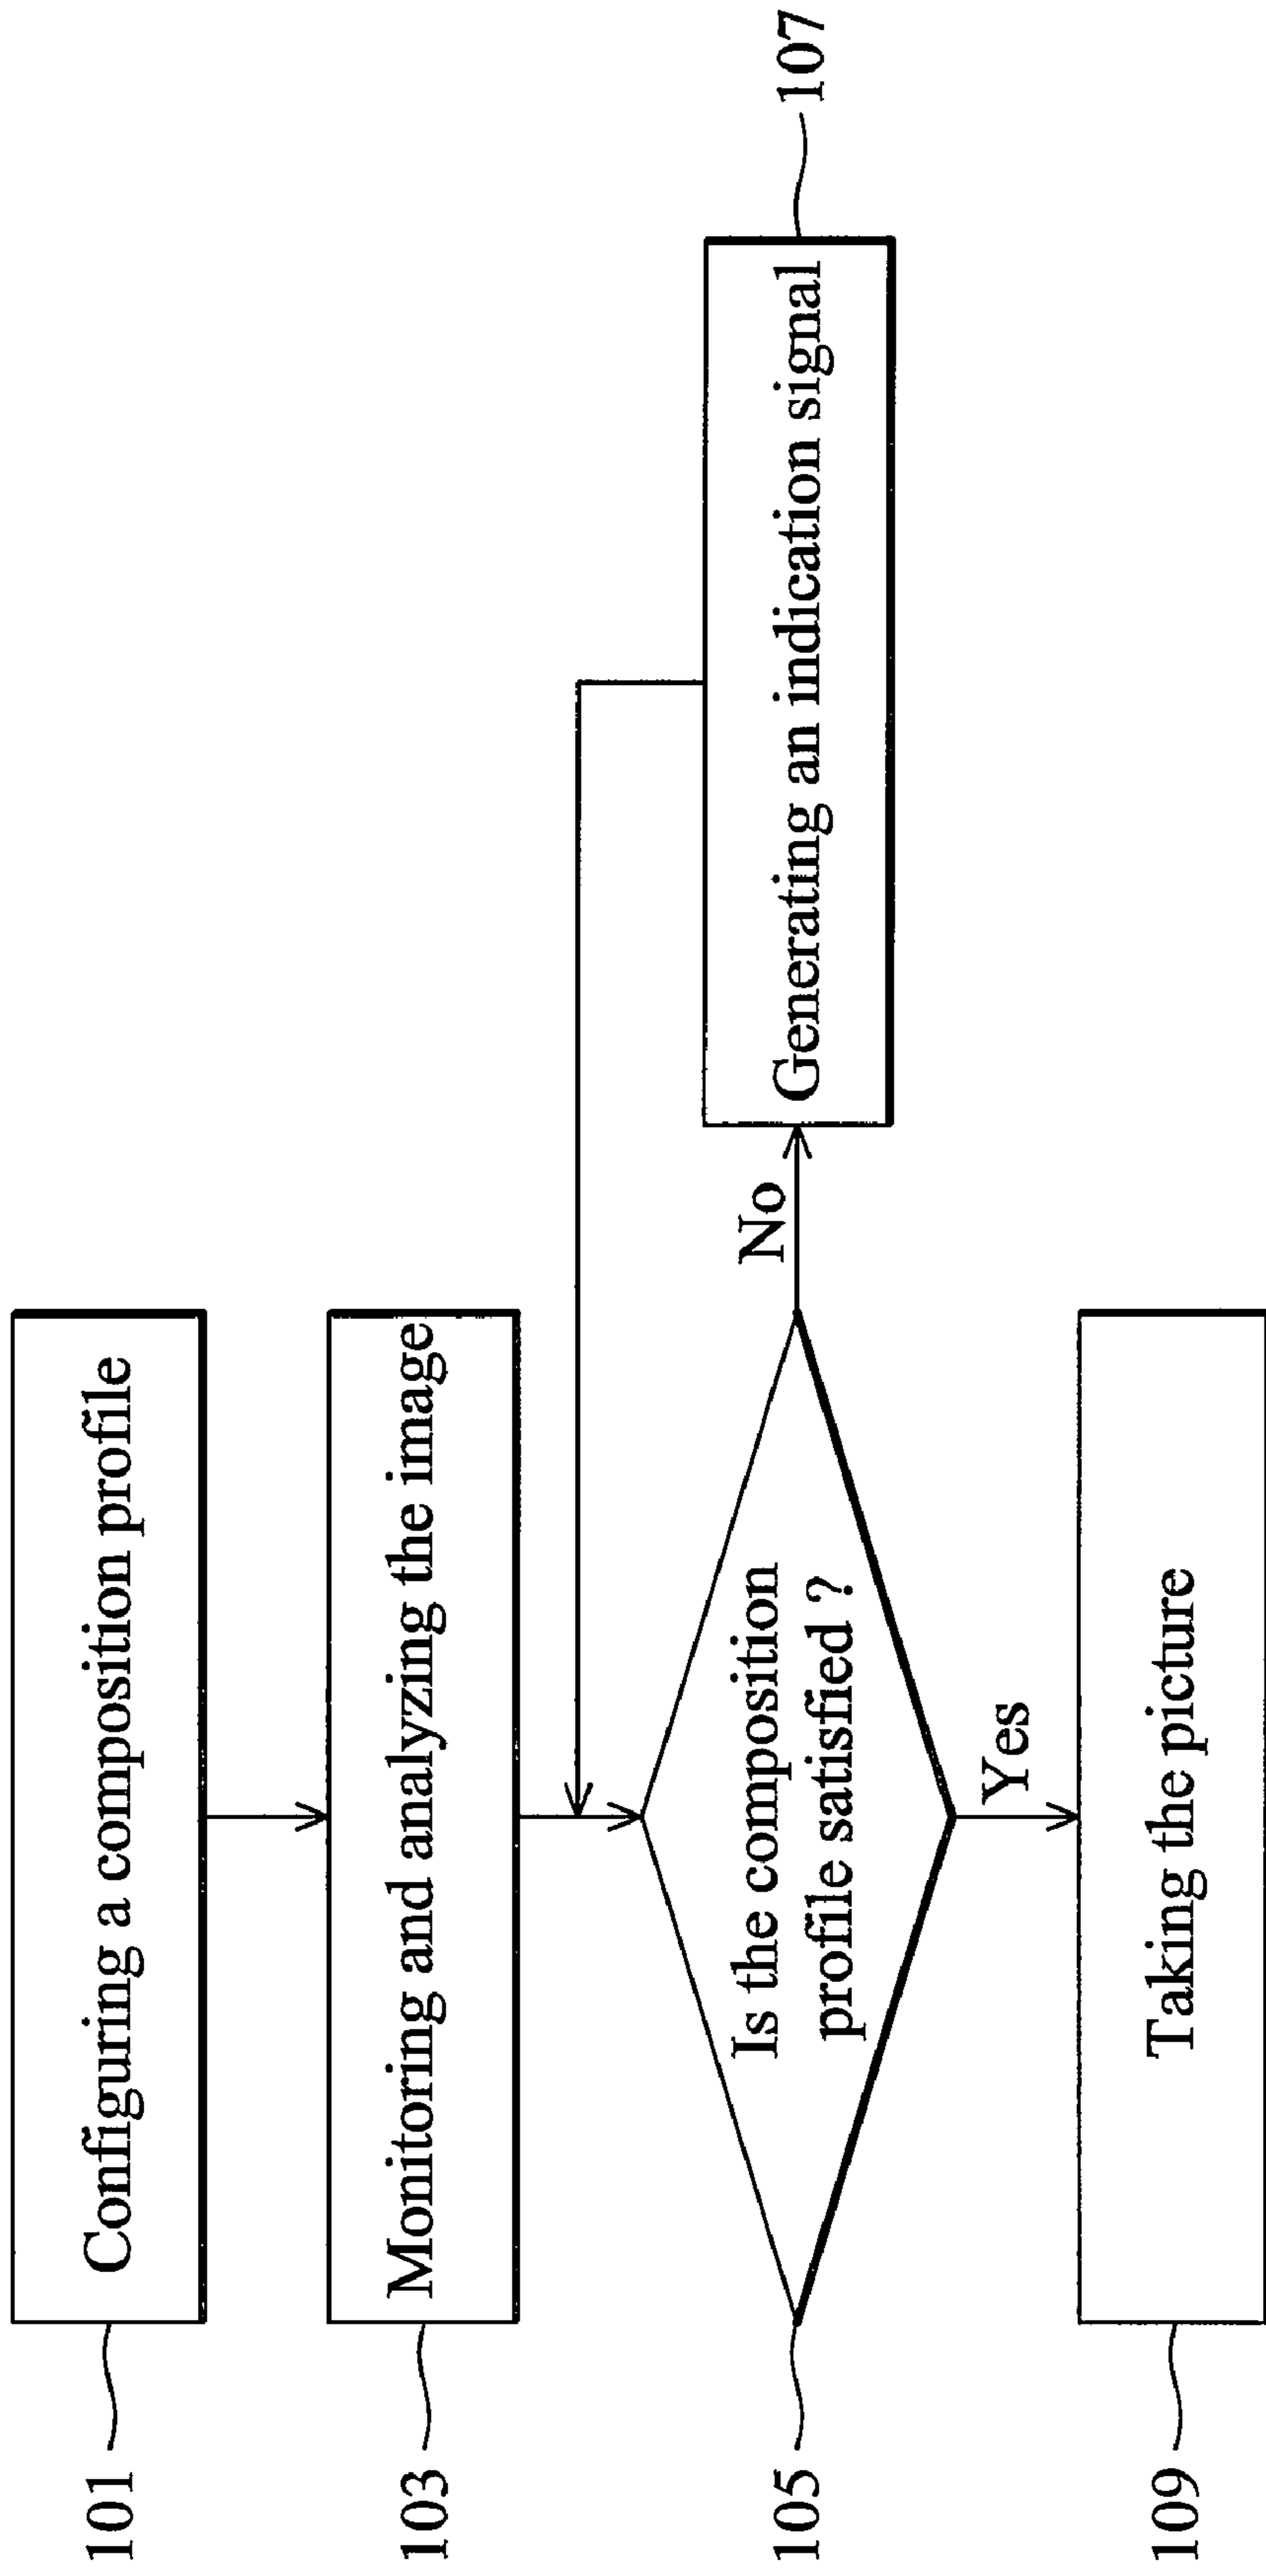 101
Configuring a composition profile
103
Monitoring and analyzing the image
105
Is the composition
profile satisfied ?
No
Generating an indication signal
107
Yes
109
Taking the picture